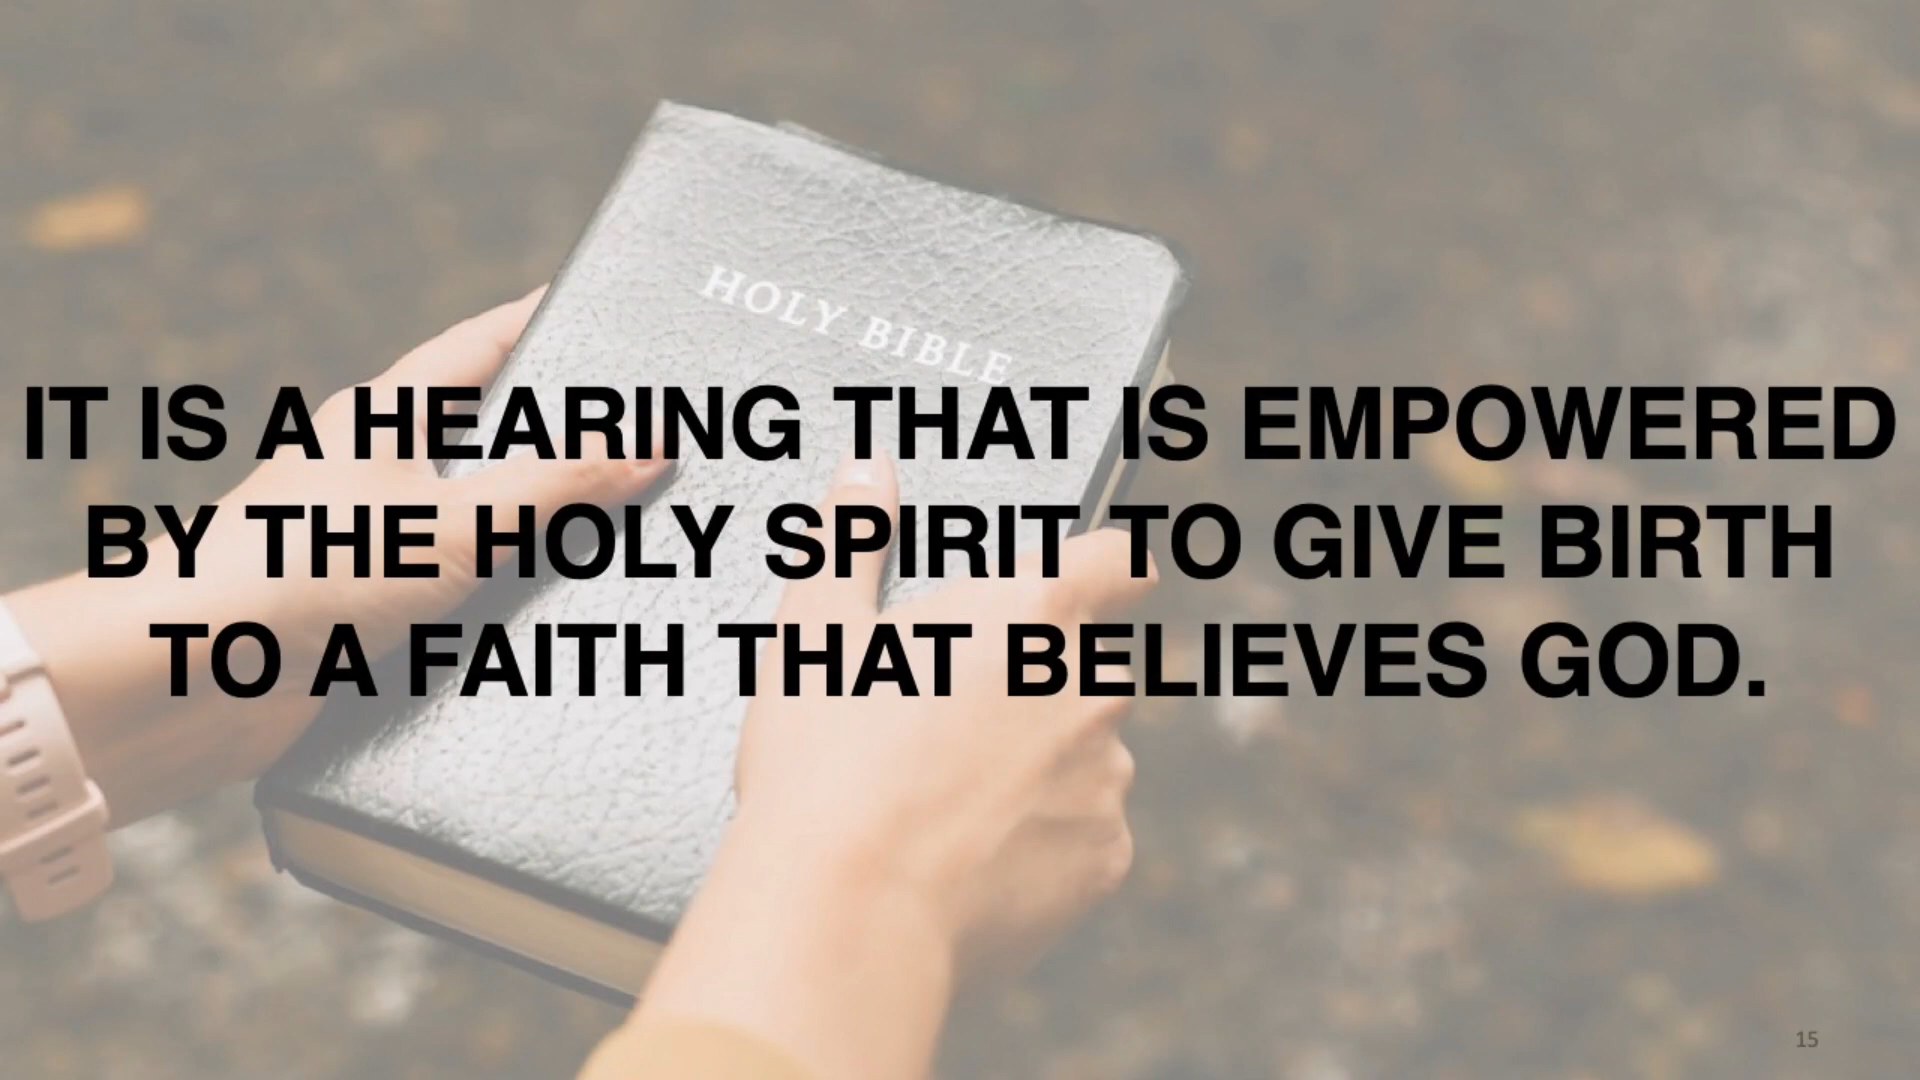 HOLY BIBLE
IT IS A HEARING THAT IS EMPOWERED
BY THE HOLY SPIRIT TO GIVE BIRTH
TO A FAITH THAT BELIEVES GOD.
15